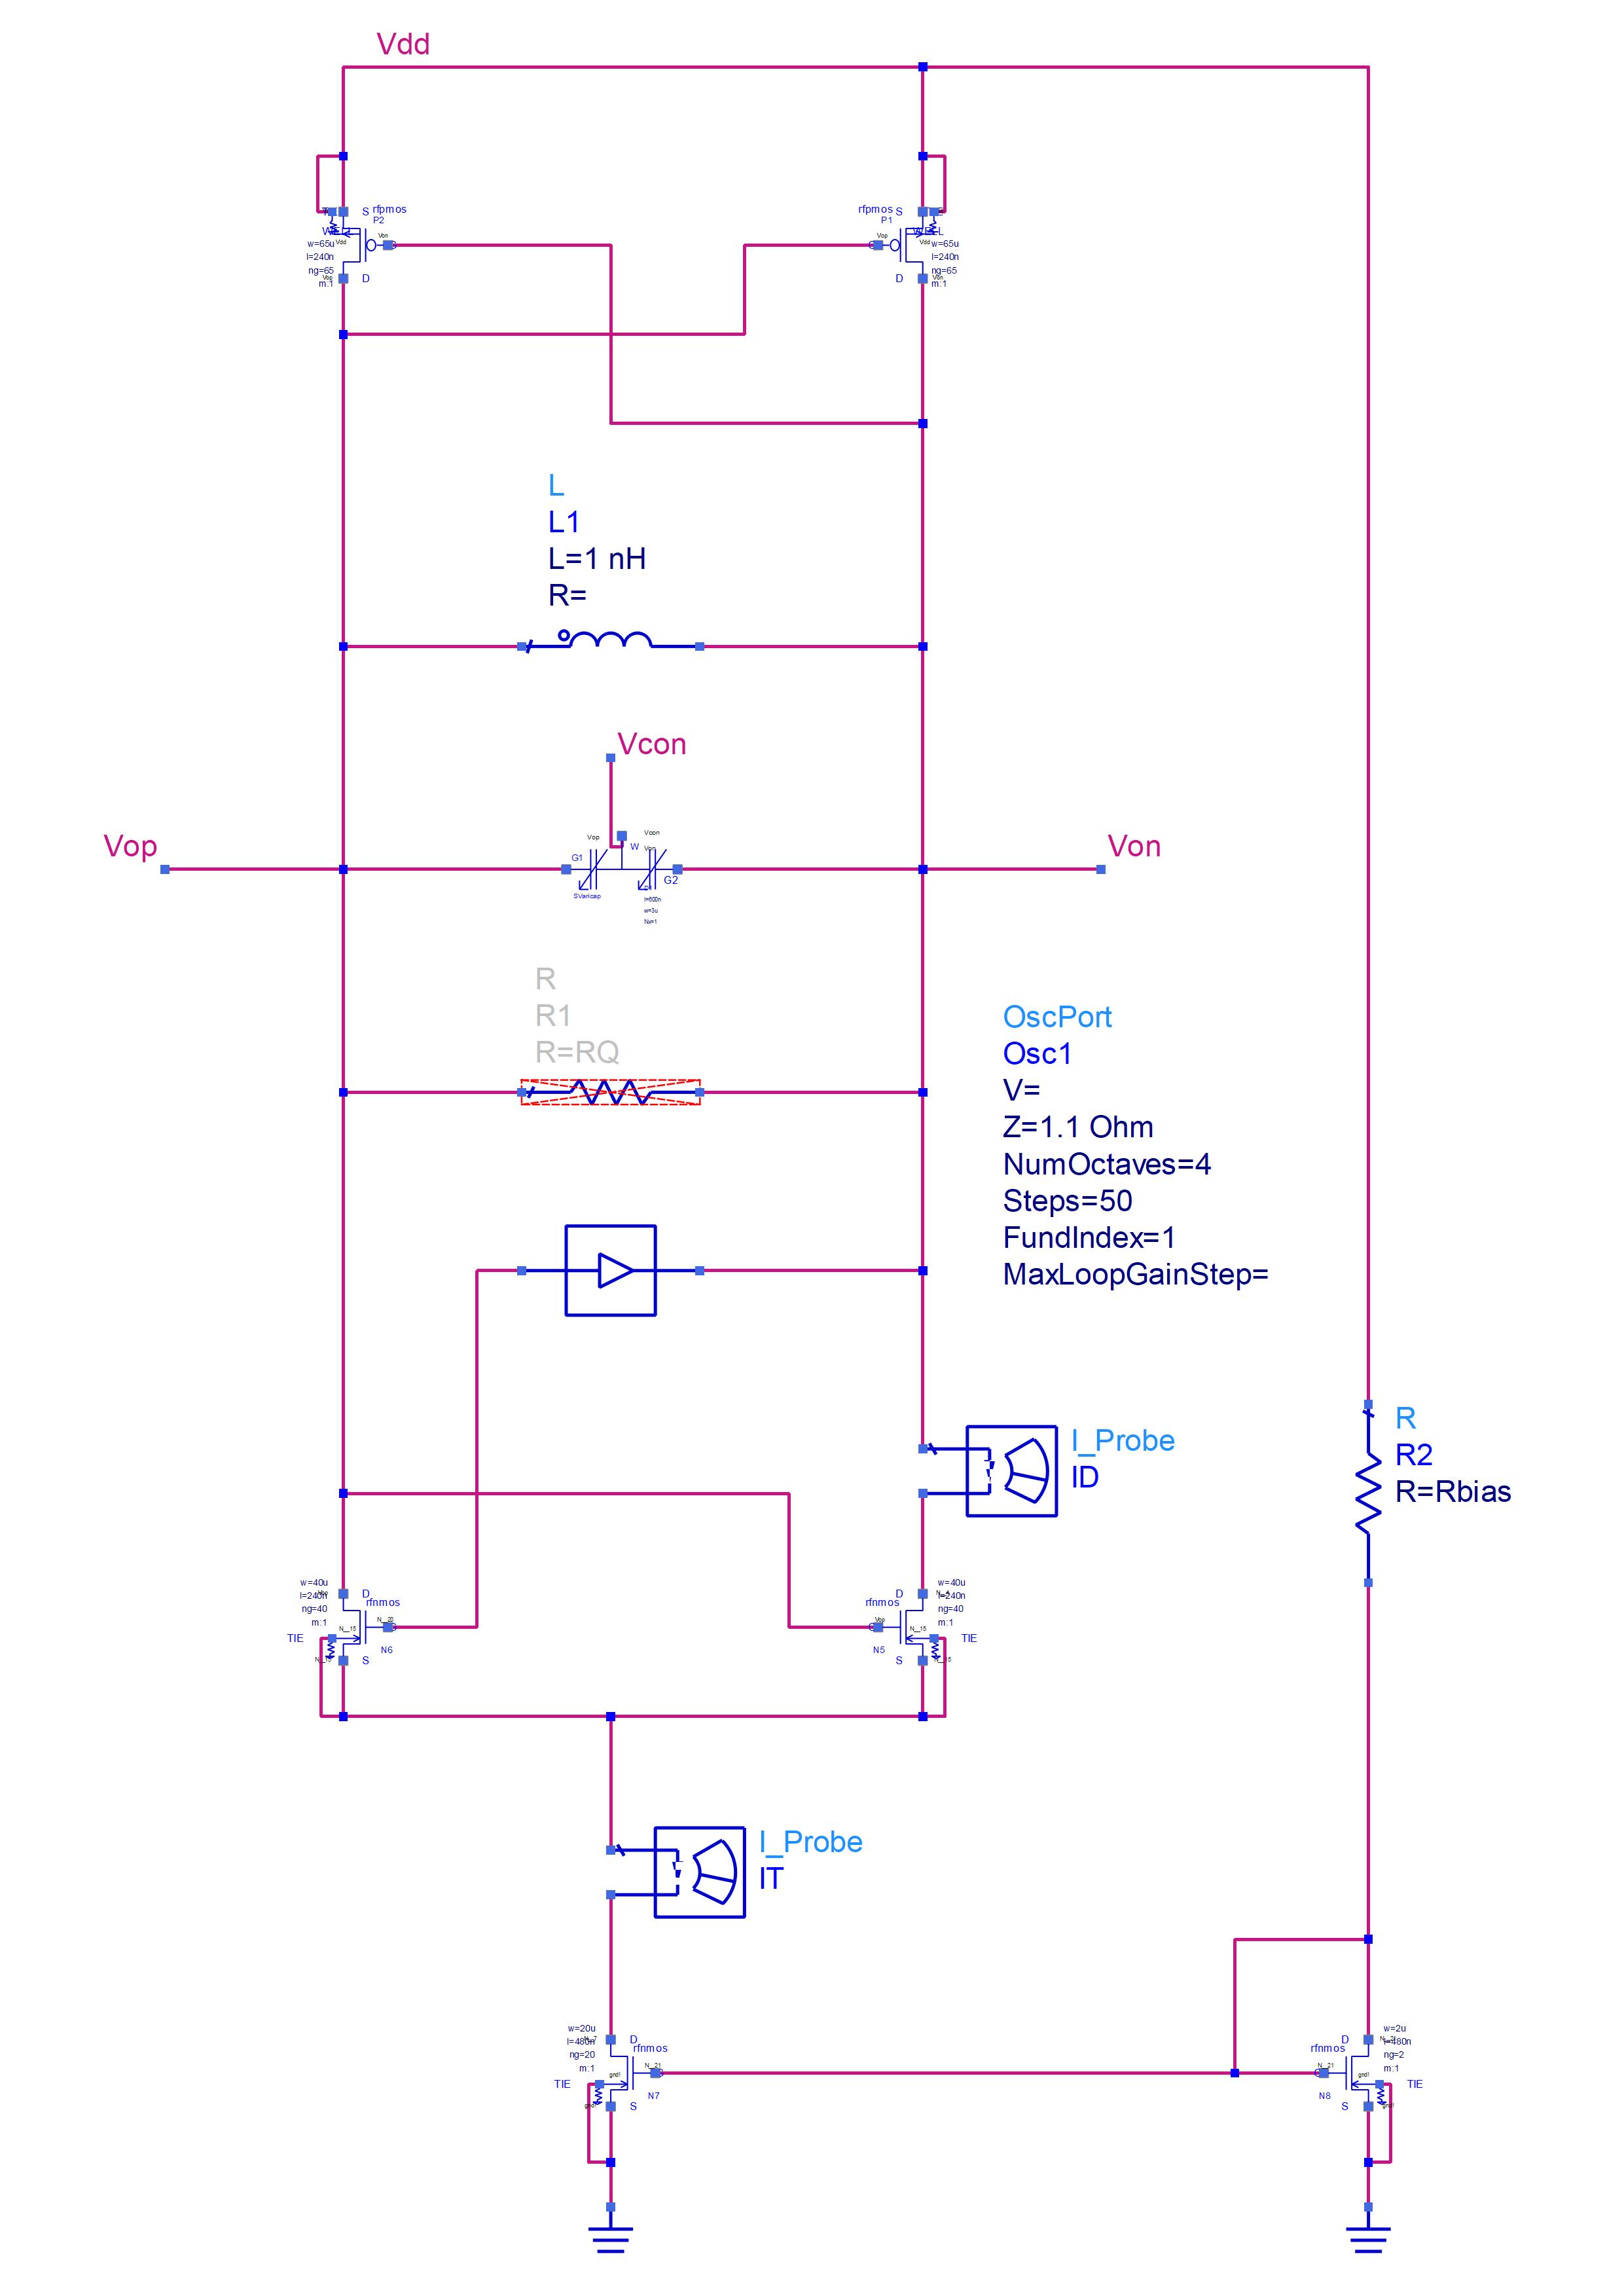 Vdd
S
rfpmos
P2
Von
Vdd
w=65u
l=240n
ng=65
m:1
Vop
D
rfpmos
S
P1
Vop
Vdd
w=65u
l=240n
ng=65
m:1
Von
D
L
L1
L=1 nH
R=
Vcon
Vop
Von
Vop
Vcon
Von
W
G1
G2
SVaricap
l=600n
w=3u
Nx=1
R
R1
R=RQ
OscPort
Osc1
V=
Z=1.1 Ohm
NumOctaves=4
Steps=50
FundIndex=1
MaxLoopGainStep=
I_Probe
ID
R
R2
R=Rbias
w=40u
l=240n
ng=40
m:1
D
rfnmos
N__20
N__15
TIE
N6
S
w=40u
l=240n
ng=40
m:1
D
rfnmos
Vop
N__15
TIE
N5
S
I_Probe
IT
w=20u
l=480n
ng=20
m:1
D
rfnmos
N__21
gnd!
TIE
N7
S
w=2u
l=480n
ng=2
m:1
D
rfnmos
N__21
gnd!
TIE
N8
S